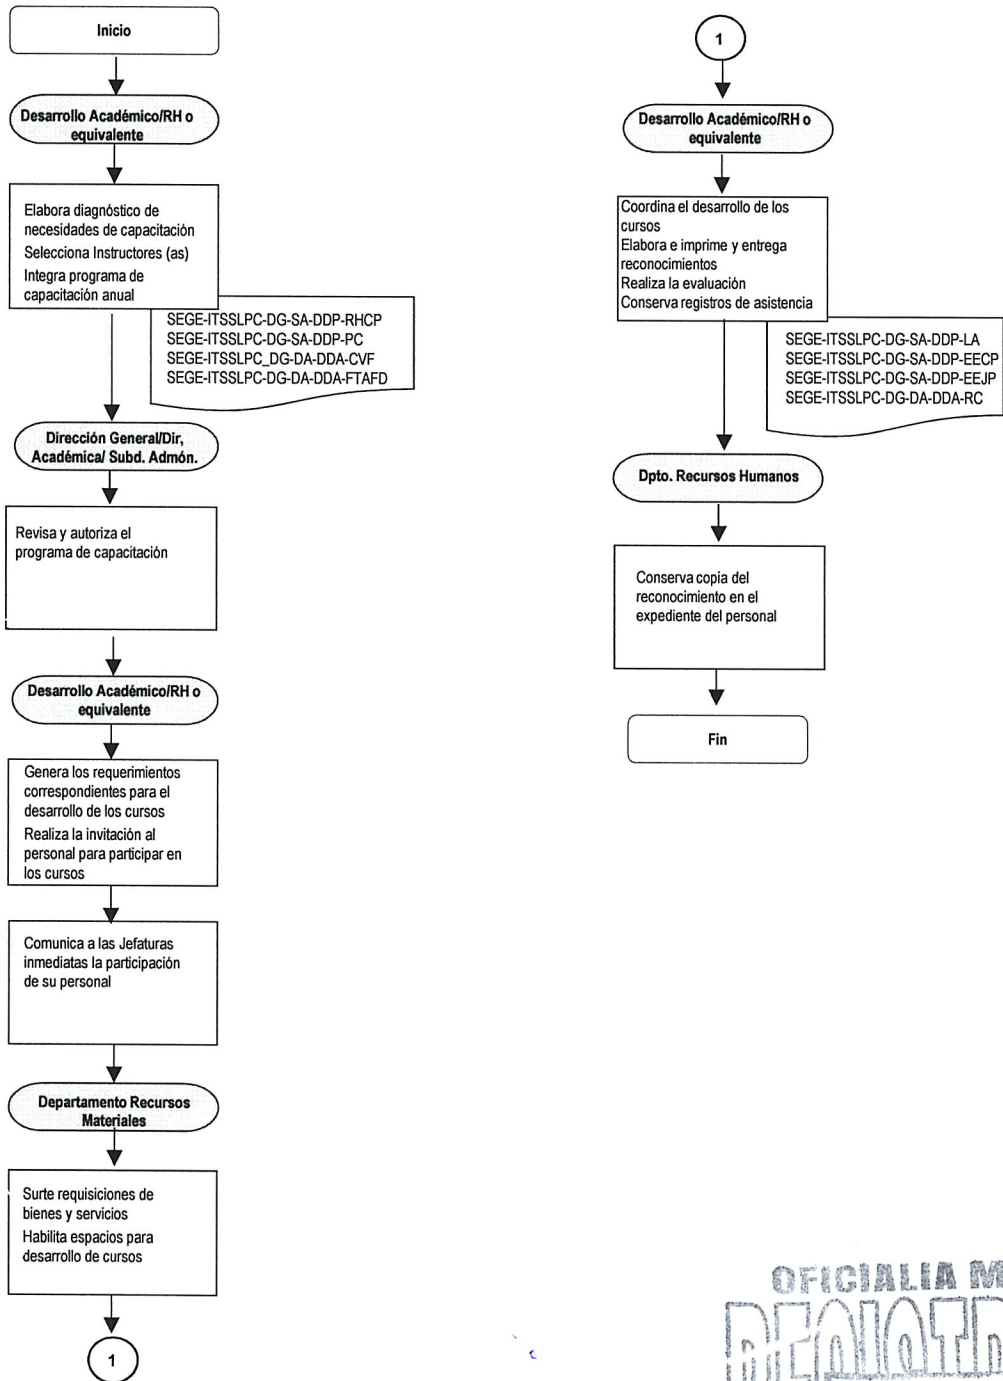 Inicio
Desarrollo Académico/RH o
equivalente
Elabora diagnóstico de
necesidades de capacitación
Selecciona Instructores (as)
Integra programa de
capacitación anual
SEGE-ITSSLPC-DG-SA-DDP-RHCP
SEGE-ITSSLPC-DG-SA-DDP-PC
SEGE-ITSSLPC_DG-DA-DDA-CVF
SEGE-ITSSLPC-DG-DA-DDA-FTAFD
Dirección General/Dir,
Académica/ Subd. Admón.
Revisa y autoriza el
programa de capacitación
Desarrollo Académico/RH o
equivalente
Genera los requerimientos
correspondientes para el
desarrollo de los cursos
Realiza la invitación al
personal para participar en
los cursos
Comunica a las Jefaturas
inmediatas la participación
de su personal
Departamento Recursos
Materiales
Surte requisiciones de
bienes y servicios
Habilita espacios para
desarrollo de cursos
1
1
Desarrollo Académico/RH o
equivalente
Coordina el desarrollo de los
cursos
Elabora e imprime y entrega
reconocimientos
Realiza la evaluación
Conserva registros de asistencia
SEGE-ITSSLPC-DG-SA-DDP-LA
SEGE-ITSSLPC-DG-SA-DDP-EECP
SEGE-ITSSLPC-DG-SA-DDP-EEJP
SEGE-ITSSLPC-DG-DA-DDA-RC
Dpto. Recursos Humanos
Conserva copia del
reconocimiento en el
expediente del personal
Fin
OFICIALIA M